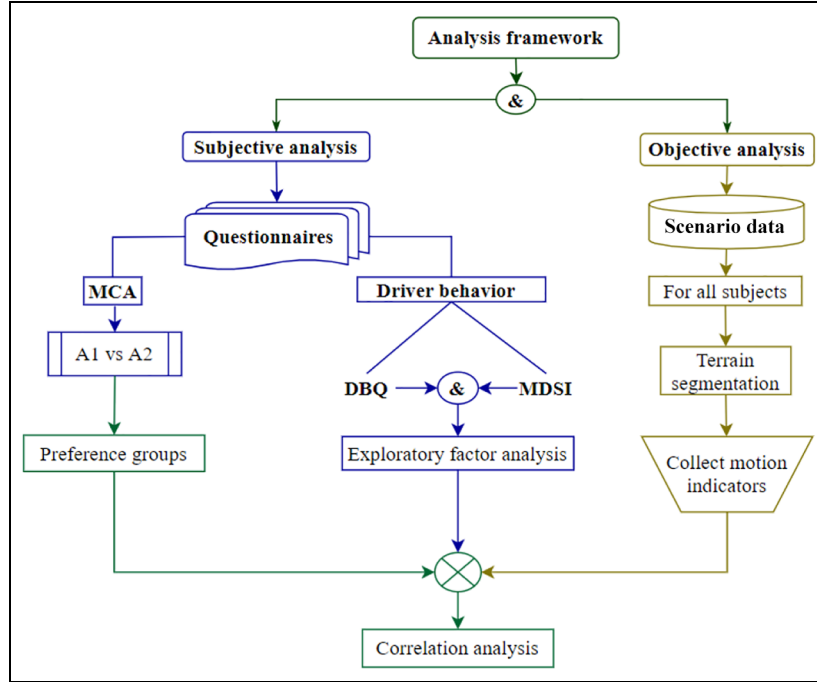 Analysis framework
&
Subjective analysis
Objective analysis
Questionnaires
Scenario data
MCA
Driver behavior
For all subjects
A1 vs A2
Terrain
segmentation
DBQ
&
MDSI
Preference groups
Exploratory factor analysis
Collect motion
indicators
Correlation analysis